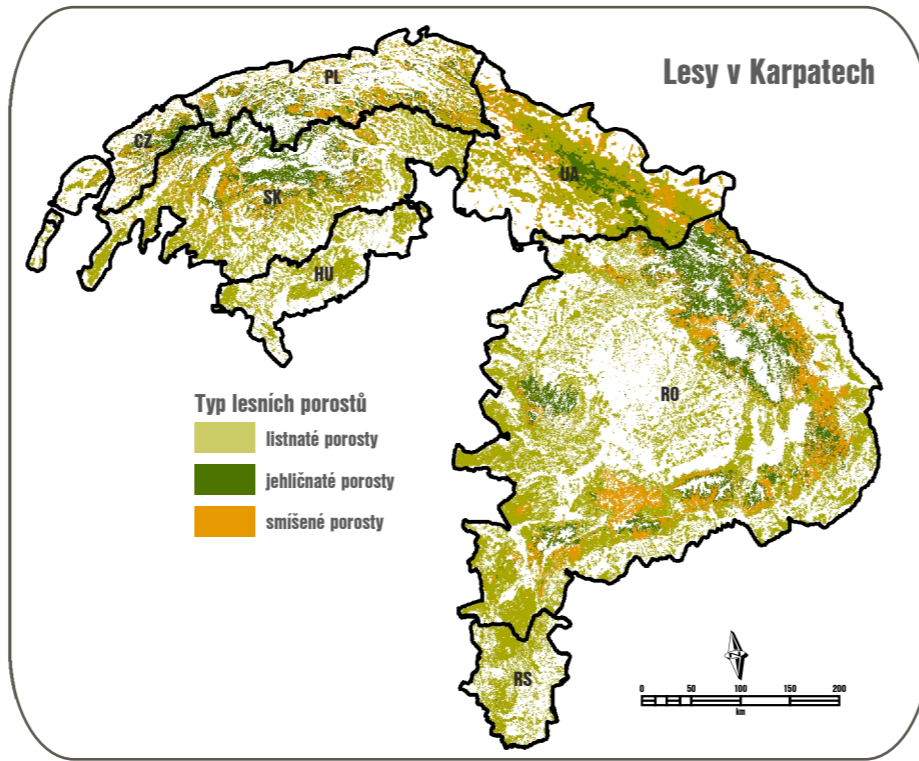 Lesy v Karpatech
PL
CZ
SK
UA
HU
RO
Typ lesních porostů
listnaté porosty
jehličnaté porosty
smíšené porosty
RS
0 50 100 150 200
km